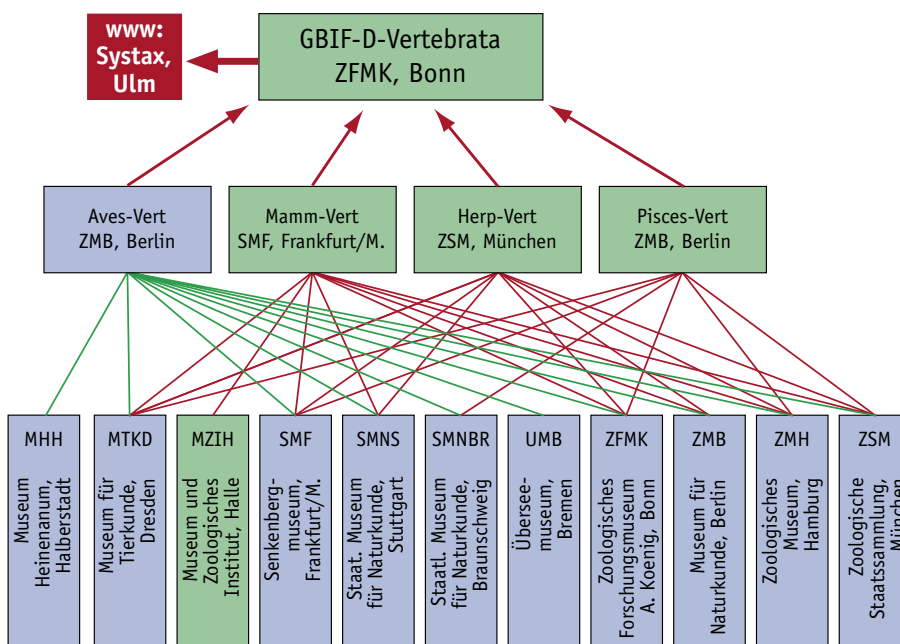 www:
Systax,
Ulm
GBIF-D-Vertebrata
ZFMK, Bonn
Aves-Vert
ZMB, Berlin
Mamm-Vert
SMF, Frankfurt/M.
Herp-Vert
ZSM, München
Pisces-Vert
ZMB, Berlin
MHH
Museum
Heineanum,
Halberstadt
MTKD
Museum für
Tierkunde,
Dresden
MZIH
Museum und
Zoologisches
Institut, Halle
SMF
Senkenberg-
museum,
Frankfurt/M.
SMNS
Staat. Museum
für Naturkunde,
Stuttgart
SMNBR
Staatl. Museum
für Naturkunde,
Braunschweig
UMB
Übersee-
museum,
Bremen
ZFMK
Zoologisches
Forschungsmuseum
A. Koenig, Bonn
ZMB
Museum für
Naturkunde, Berlin
ZMH
Zoologisches
Museum,
Hamburg
ZSM
Zoologische
Staatssammlung,
München